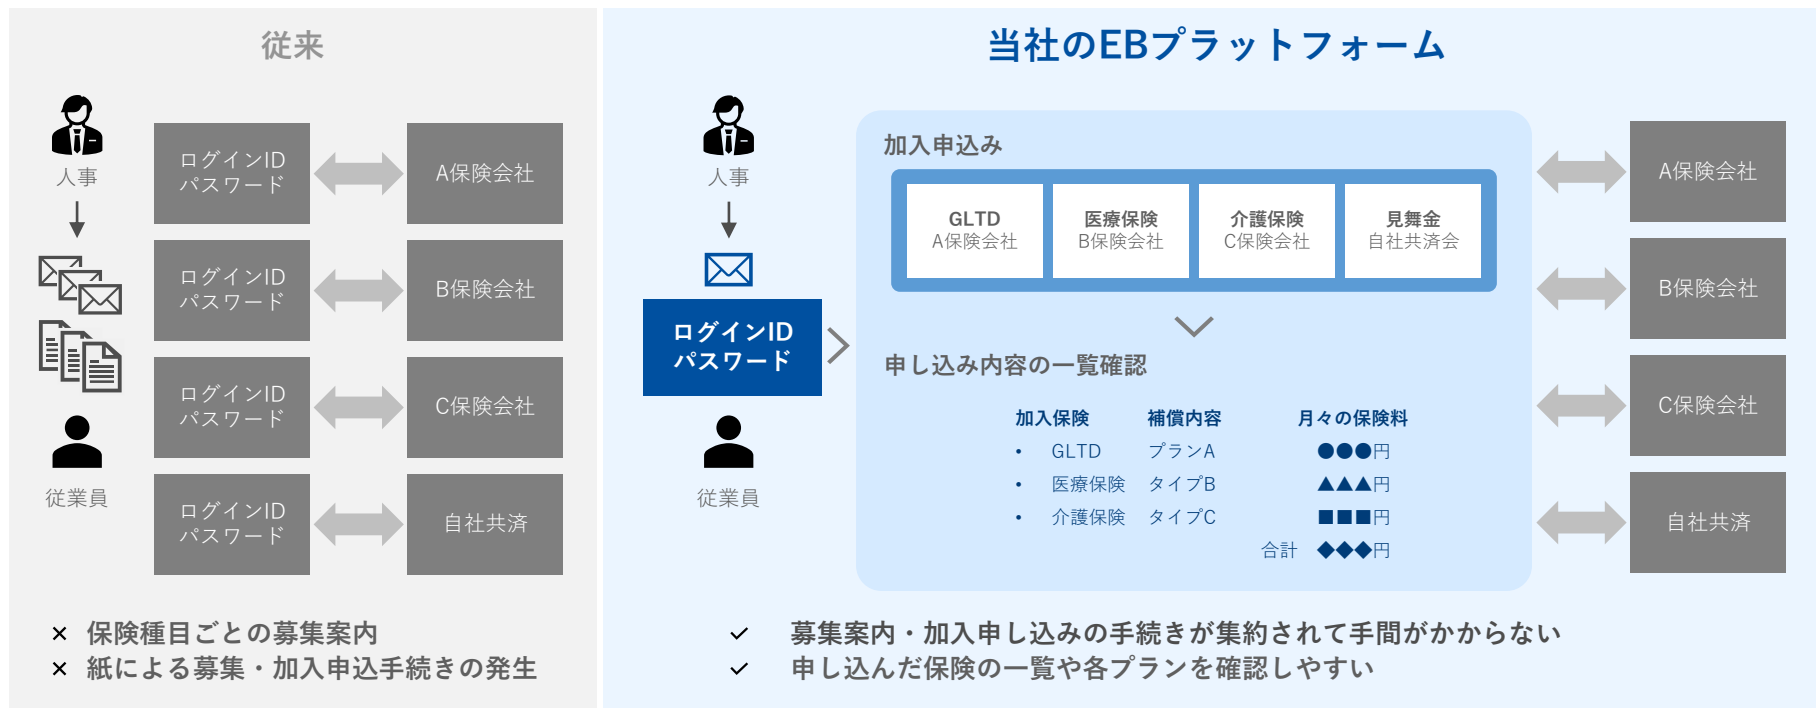 従来
人事
従業員
ログインID
パスワード
A保険会社
ログインID
パスワード
B保険会社
ログインID
パスワード
C保険会社
ログインID
パスワード
自社共済
× 保険種目ごとの募集案内
× 紙による募集・加入申込手続きの発生
当社のEBプラットフォーム
人事
ログインID
パスワード
従業員
加入申込み
GLTD
A保険会社
医療保険
B保険会社
介護保険
C保険会社
見舞金
自社共済会
申し込み内容の一覧確認
加入保険 補償内容 月々の保険料
• GLTD プランA ●●●円
• 医療保険 タイプB ▲▲▲円
• 介護保険 タイプC ■■■円
合計 ◆◆◆円
A保険会社
B保険会社
C保険会社
自社共済
✓ 募集案内・加入申し込みの手続きが集約されて手間がかからない
✓ 申し込んだ保険の一覧や各プランを確認しやすい